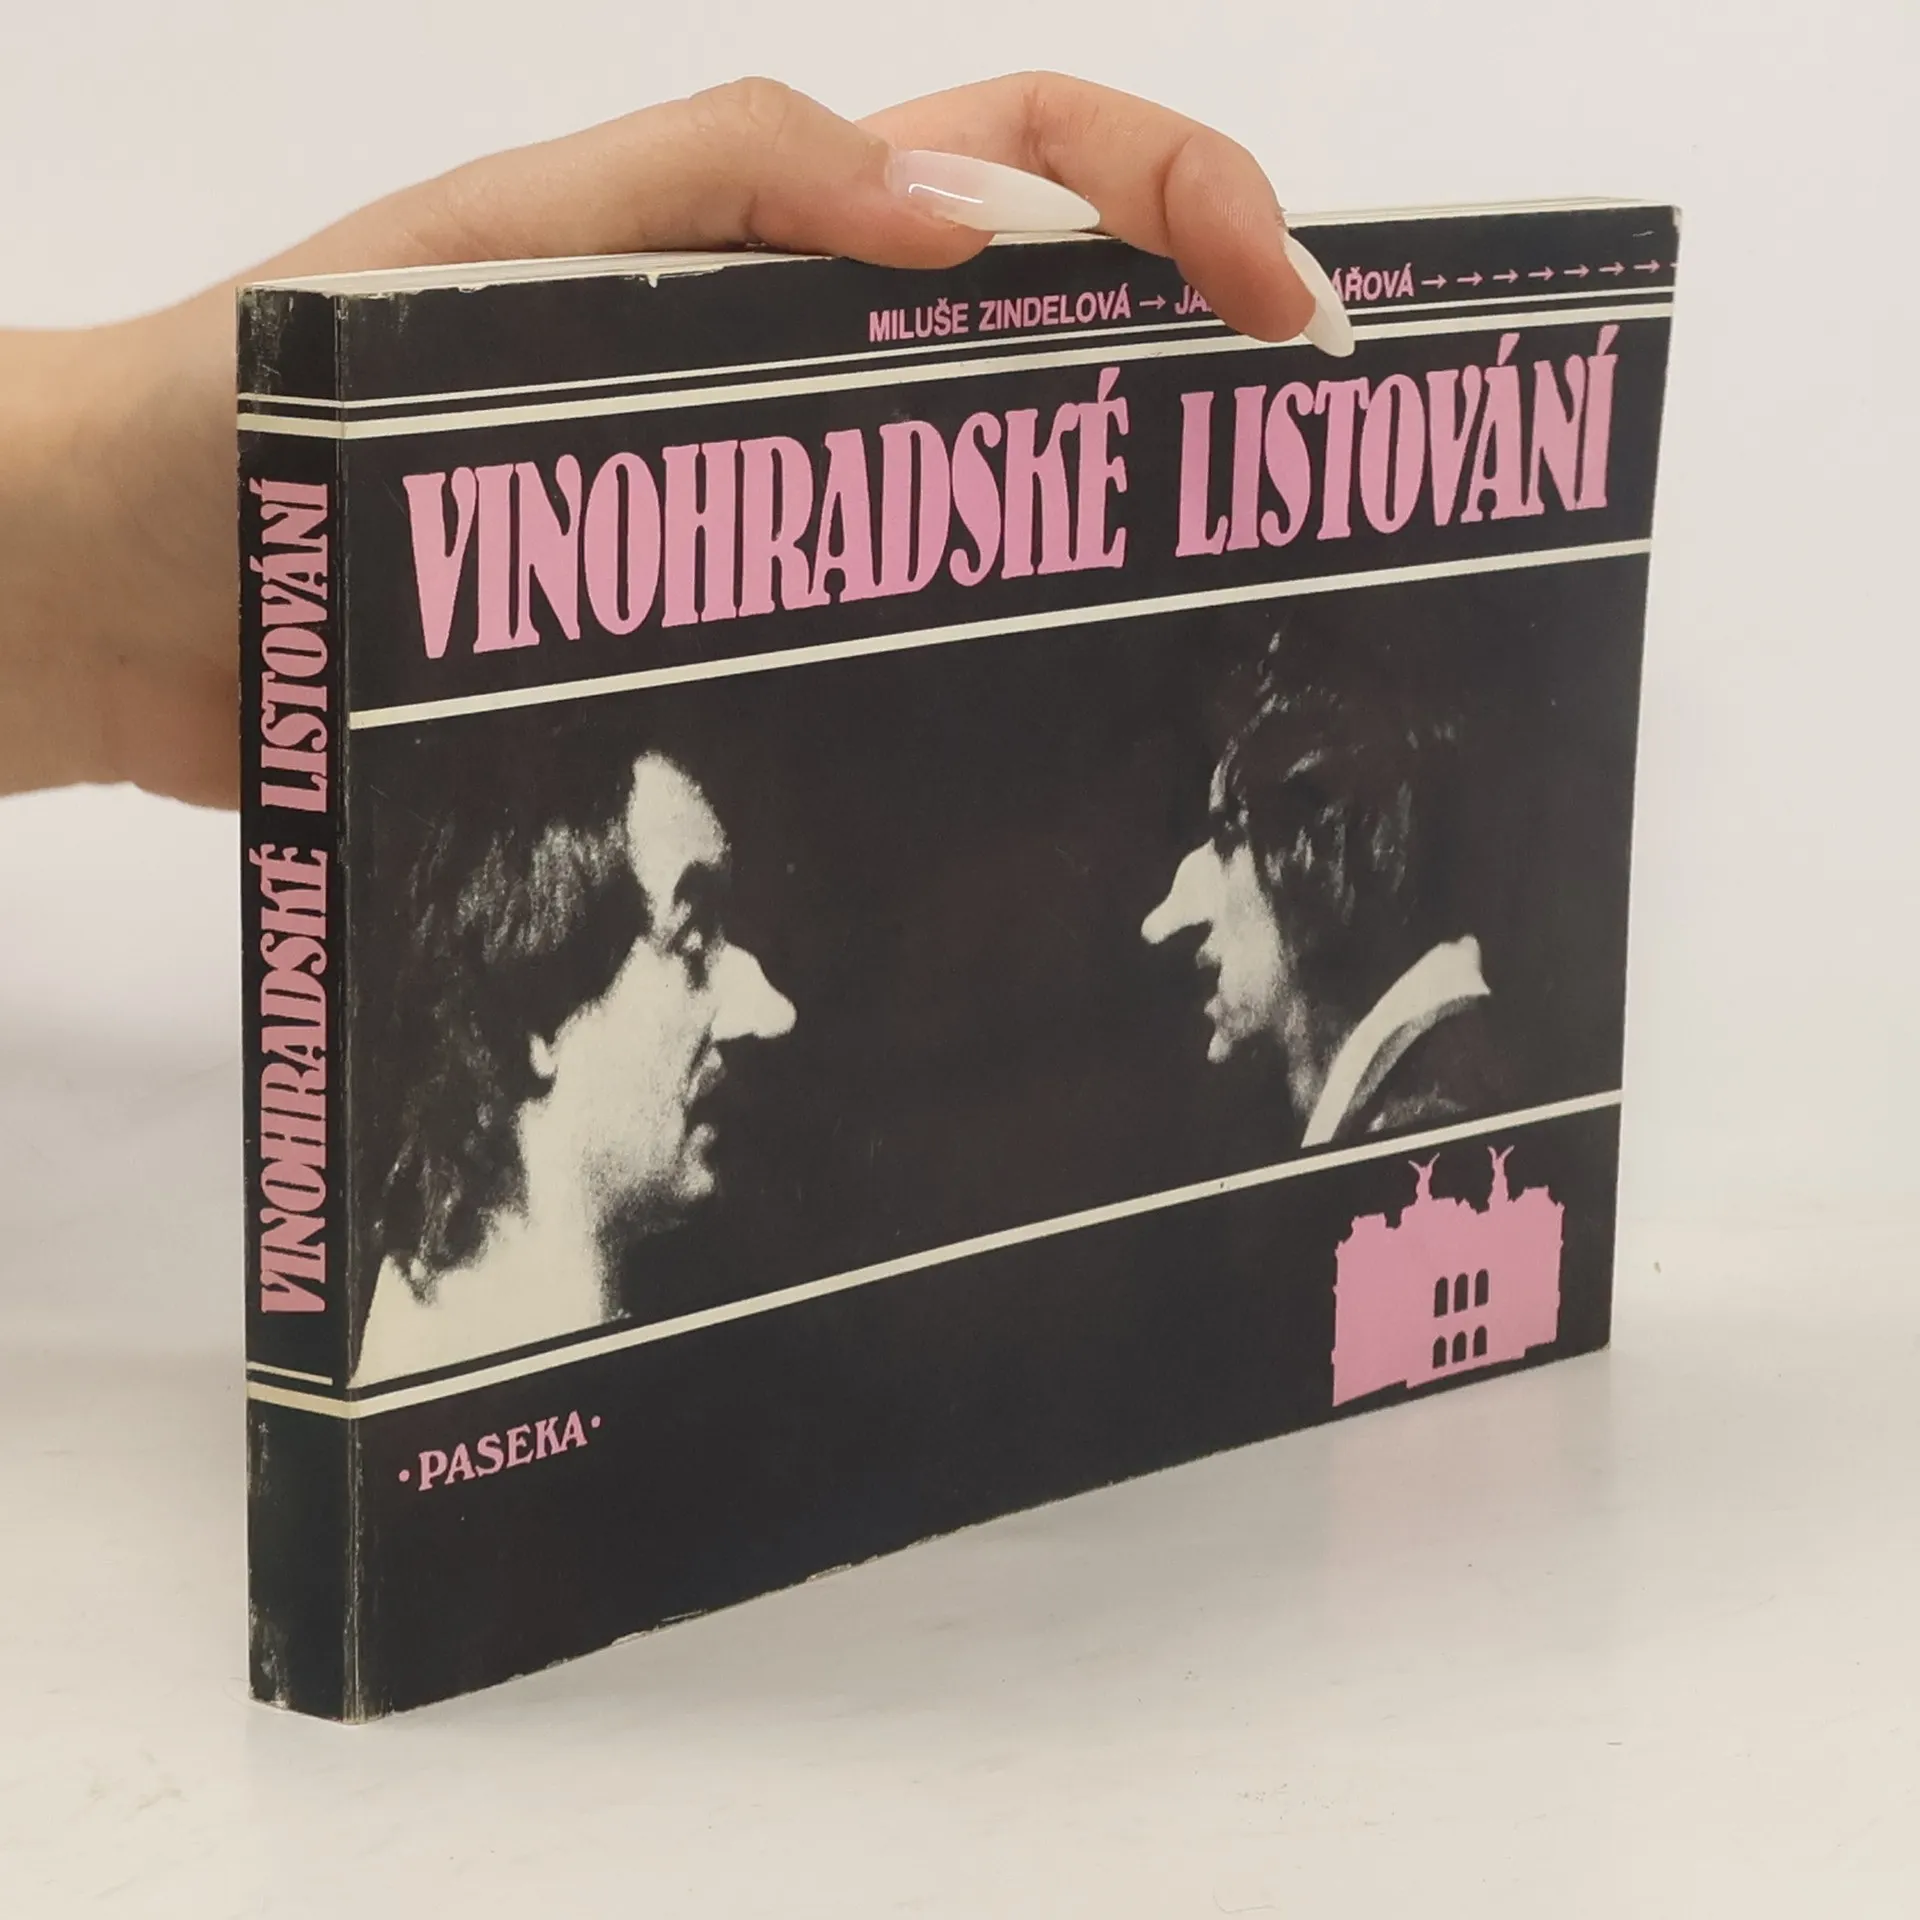 MILUŠE ZINDELOVÁ →
VINOHRADSKÉ LISTOVÁNÍ
VINOHRADSKÉ LISTOVÁNÍ
·PASEKA·